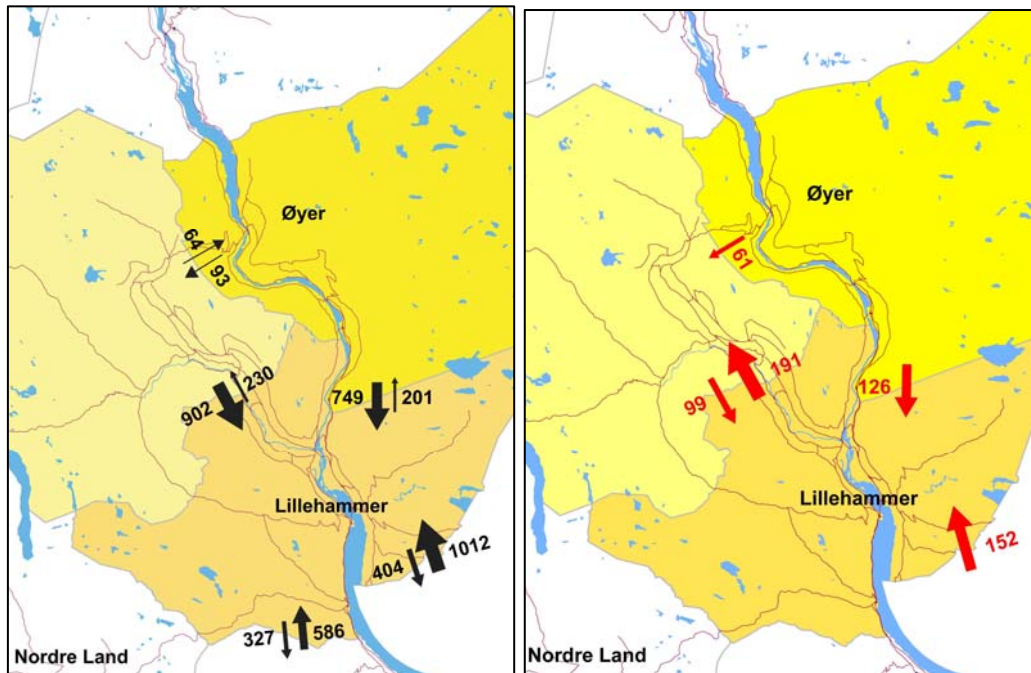 Øyer
64
93
230
902
749
201
Lillehammer
1012
404
327
586
Nordre Land
Øyer
61
191
99
126
Lillehammer
152
Nordre Land